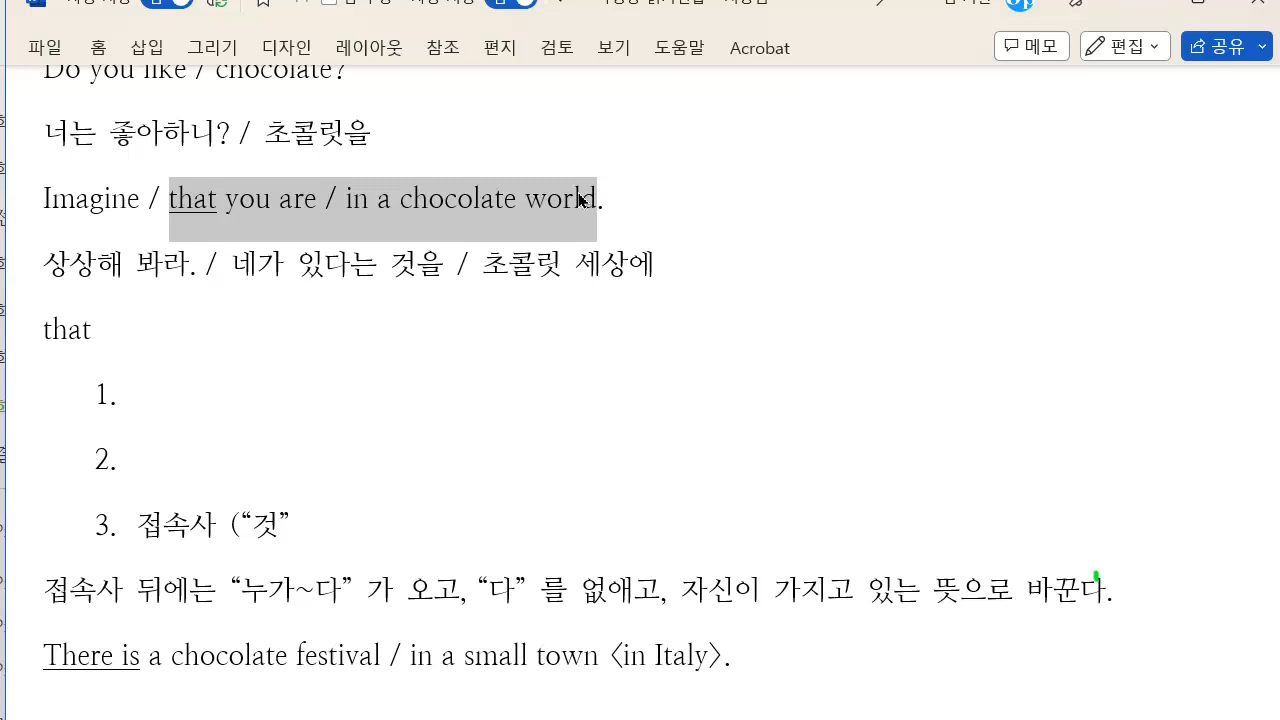 파일 홈 삽입 그리기 디자인 레이아웃 참조 편지 검토 보기 도움말 Acrobat 메모 편집 공유
Do you like / chocolate?
너는 좋아하니? / 초콜릿을
Imagine / that you are / in a chocolate world.
상상해 봐라. / 네가 있다는 것을 / 초콜릿 세상에
that
1.
2.
3. 접속사 (“것”
접속사 뒤에는 “누가~다” 가 오고, “다” 를 없애고, 자신이 가지고 있는 뜻으로 바꾼다.
There is a chocolate festival / in a small town 〈in Italy〉.